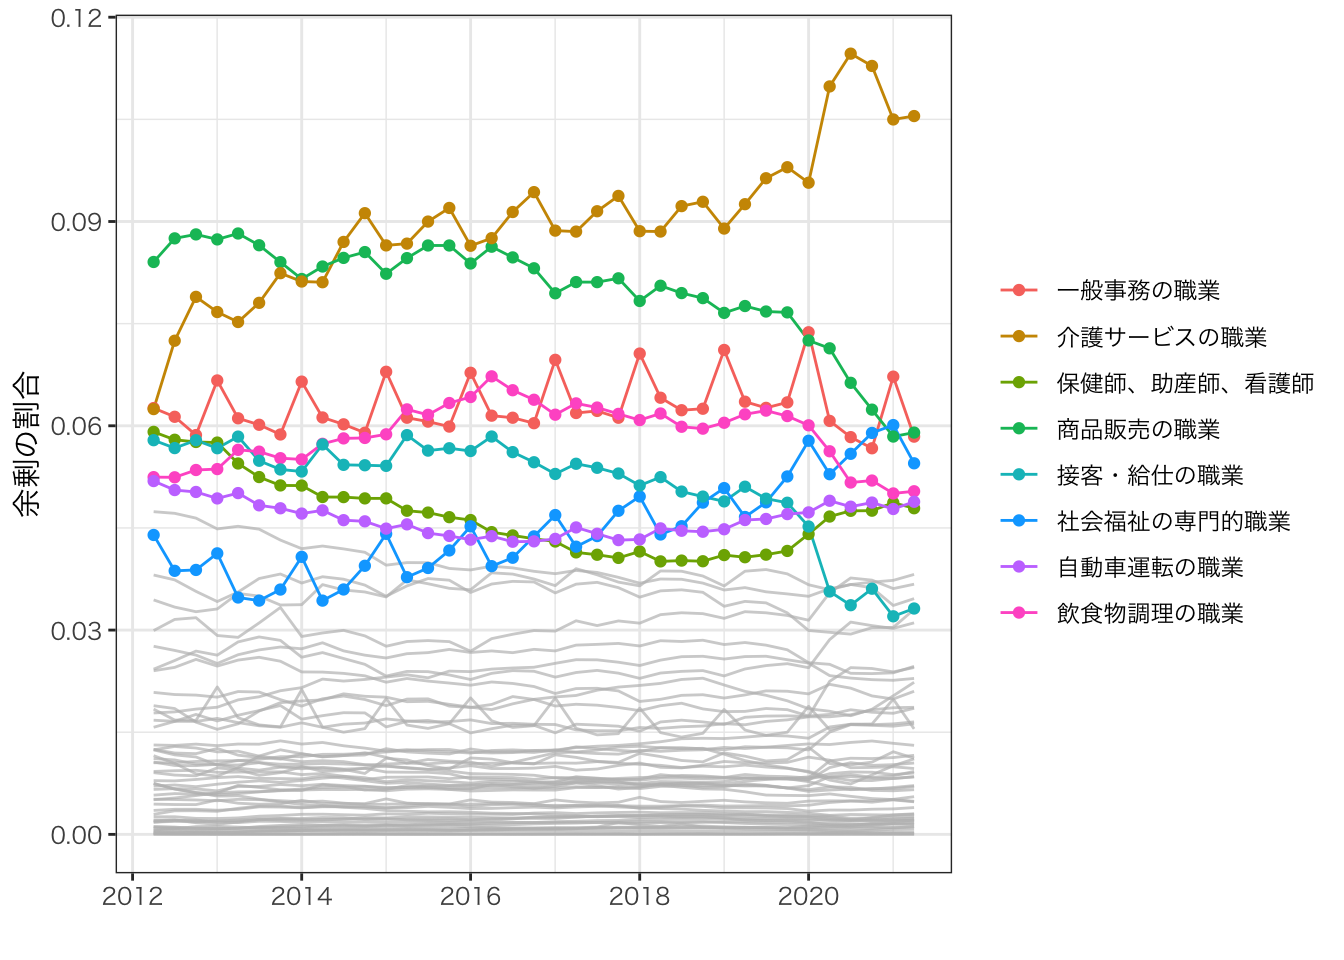 余剰の割合
0.12
0.09
0.06
0.03
0.00
2012
2014
2016
2018
2020
一般事務の職業
介護サービスの職業
保健師、助産師、看護師
商品販売の職業
接客・給仕の職業
社会福祉の専門的職業
自動車運転の職業
飲食物調理の職業